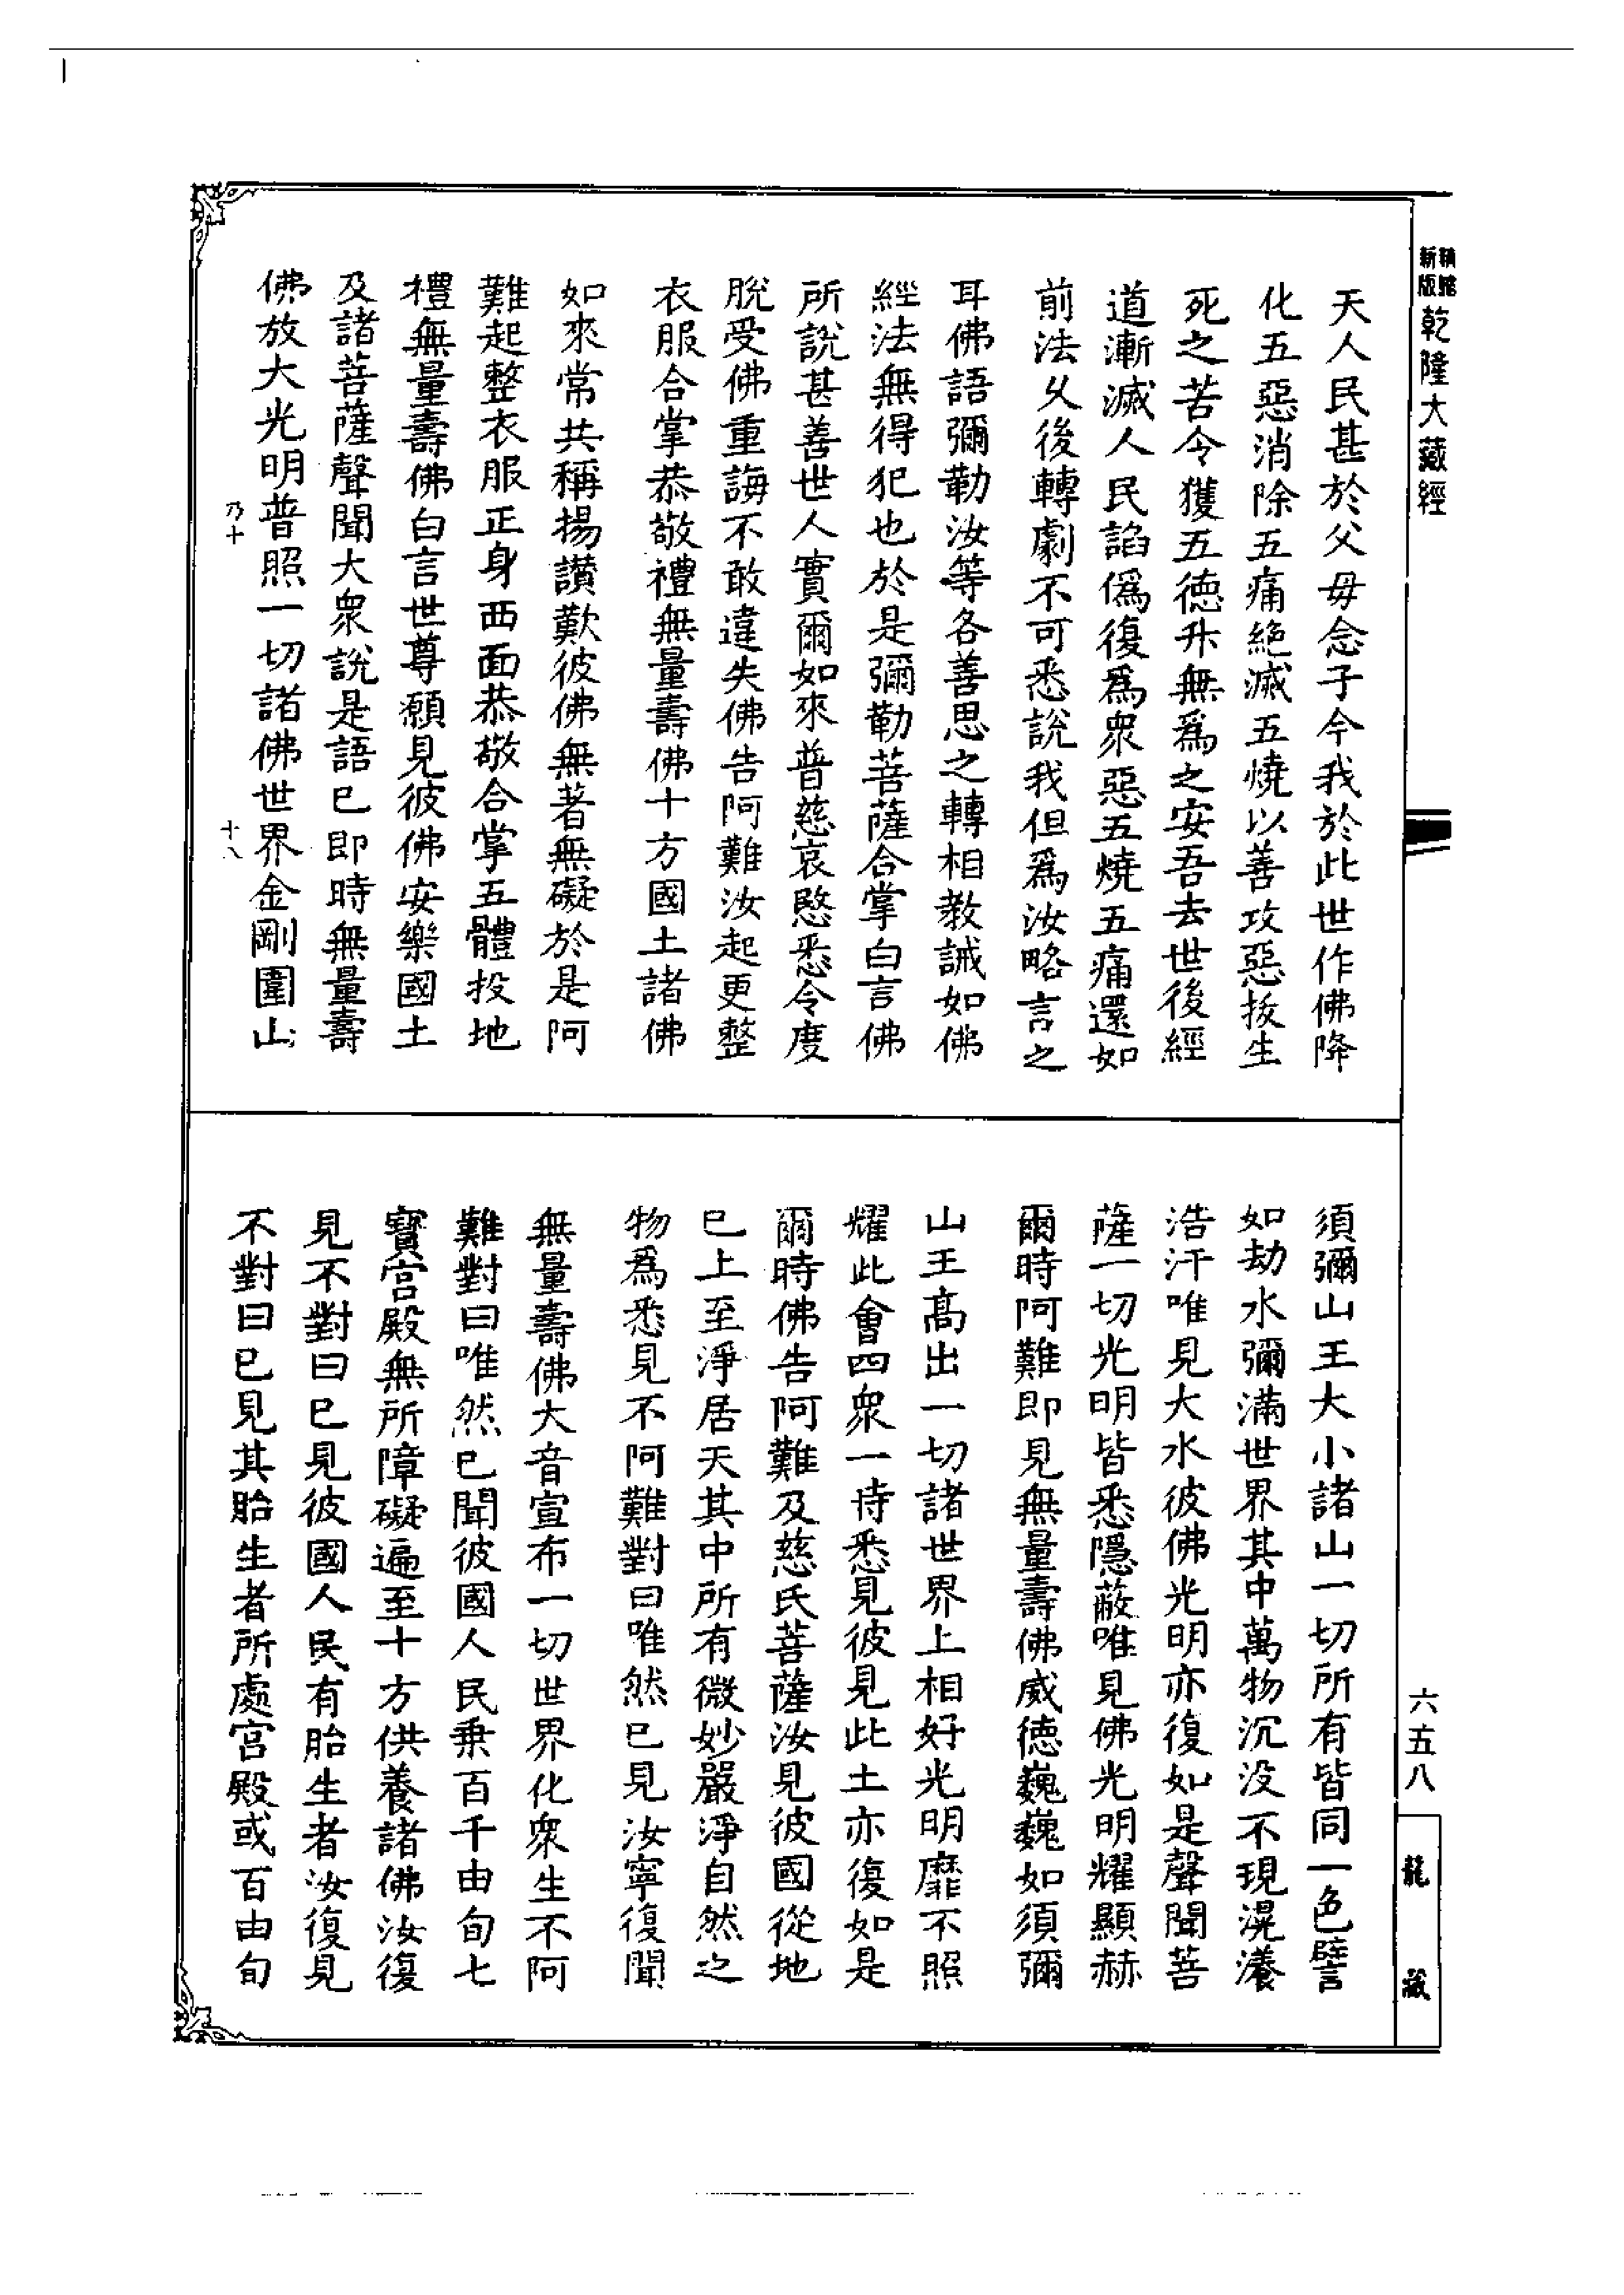 新版
乾隆大藏經
天人民甚於父毋念子今我於此世作佛降
化五惡消除五痛絕滅五燒以善攻惡拔生
死之苦令獲五德升無爲之安吾去世後經
道漸滅人民諂僞復爲衆惡五燒五痛還如
前法乆後轉劇不可悉說我但爲汝略言之
耳佛語彌勒汝等各善思之轉相教誡如佛
經法無得犯也於是彌勒菩薩合掌白言佛
所說甚善世人實爾如來普慈哀愍悉令度
脫受佛重誨不敢違失佛告阿難汝起更整
衣服合掌恭敬禮無量壽佛十方國土諸佛
如來常共稱揚讃歎彼佛無著無礙於是阿
難起整衣服正身西面恭敬合掌五體投地
禮無量壽佛白言世尊願見彼佛安樂國土
及諸菩薩聲聞大衆說是語已即時無量壽
佛放大光明普照一切諸佛世界金剛圍山
乃十
十八
須彌山王大小諸山一切所有皆同一色譬
如劫水彌滿世界其中萬物沉没不現滉瀁
浩汗唯見大水彼佛光明亦復如是聲聞菩
薩一切光明皆悉隱蔽唯見佛光明耀顯赫
爾時阿難即見無量壽佛威德巍巍如須彌
山王髙出一切諸世界上相好光明靡不照
耀此會四衆一時悉見彼見此土亦復如是
爾時佛告阿難及慈氏菩薩汝見彼國從地
已上至淨居天其中所有微妙嚴淨自然之
物爲悉見不阿難對曰唯然已見汝寧復聞
無量壽佛大音宣布一切世界化衆生不阿
難對曰唯然已聞彼國人民乗百千由旬七
寳宫殿無所障礙遍至十方供養諸佛汝復
見不對曰已見彼國人民有胎生者汝復見
不對曰已見其胎生者所處宫殿或百由旬
六五八
龍藏